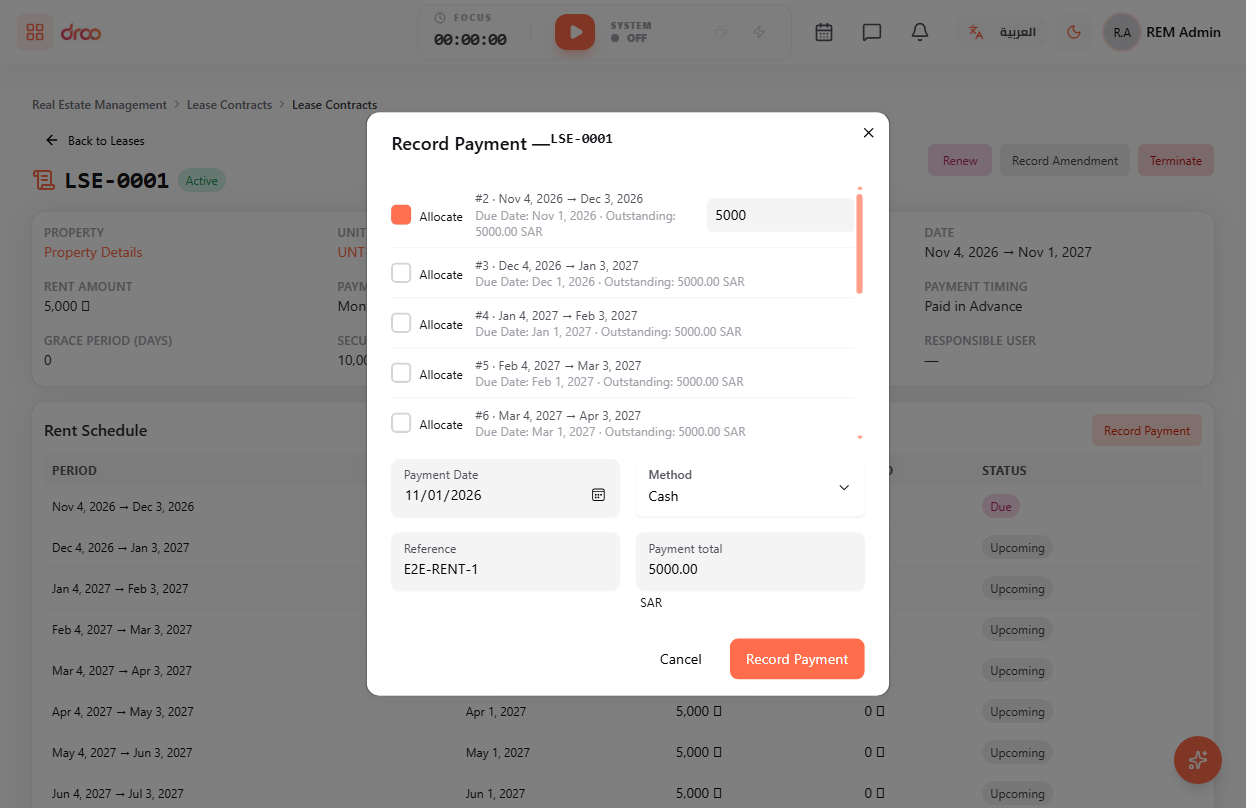 droo
FOCUS
00:00:00
SYSTEM
OFF
العربية
R.A
REM Admin
Real Estate Management > Lease Contracts > Lease Contracts
← Back to Leases
LSE-0001
Active
Renew
Record Amendment
Terminate
PROPERTY
Property Details
RENT AMOUNT
5,000
GRACE PERIOD (DAYS)
0
UNIT
UNT-
PAYM
Mon
SECU
10,00
DATE
Nov 4, 2026 → Nov 1, 2027
PAYMENT TIMING
Paid in Advance
RESPONSIBLE USER
—
Record Payment —LSE-0001
Allocate
#2 · Nov 4, 2026 → Dec 3, 2026
Due Date: Nov 1, 2026 · Outstanding:
5000.00 SAR
5000
Allocate
#3 · Dec 4, 2026 → Jan 3, 2027
Due Date: Dec 1, 2026 · Outstanding: 5000.00 SAR
Allocate
#4 · Jan 4, 2027 → Feb 3, 2027
Due Date: Jan 1, 2027 · Outstanding: 5000.00 SAR
Allocate
#5 · Feb 4, 2027 → Mar 3, 2027
Due Date: Feb 1, 2027 · Outstanding: 5000.00 SAR
Allocate
#6 · Mar 4, 2027 → Apr 3, 2027
Due Date: Mar 1, 2027 · Outstanding: 5000.00 SAR
Payment Date
11/01/2026
Method
Cash
Reference
E2E-RENT-1
Payment total
5000.00
SAR
Cancel
Record Payment
Rent Schedule
Record Payment
PERIOD
STATUS
Nov 4, 2026 → Dec 3, 2026
Due
Dec 4, 2026 → Jan 3, 2027
Upcoming
Jan 4, 2027 → Feb 3, 2027
Upcoming
Feb 4, 2027 → Mar 3, 2027
Upcoming
Mar 4, 2027 → Apr 3, 2027
Upcoming
Apr 4, 2027 → May 3, 2027 Apr 1, 2027 5,000 0 Upcoming
May 4, 2027 → Jun 3, 2027 May 1, 2027 5,000 0 Upcoming
Jun 4, 2027 → Jul 3, 2027 Jun 1, 2027 5,000 0 Upcoming